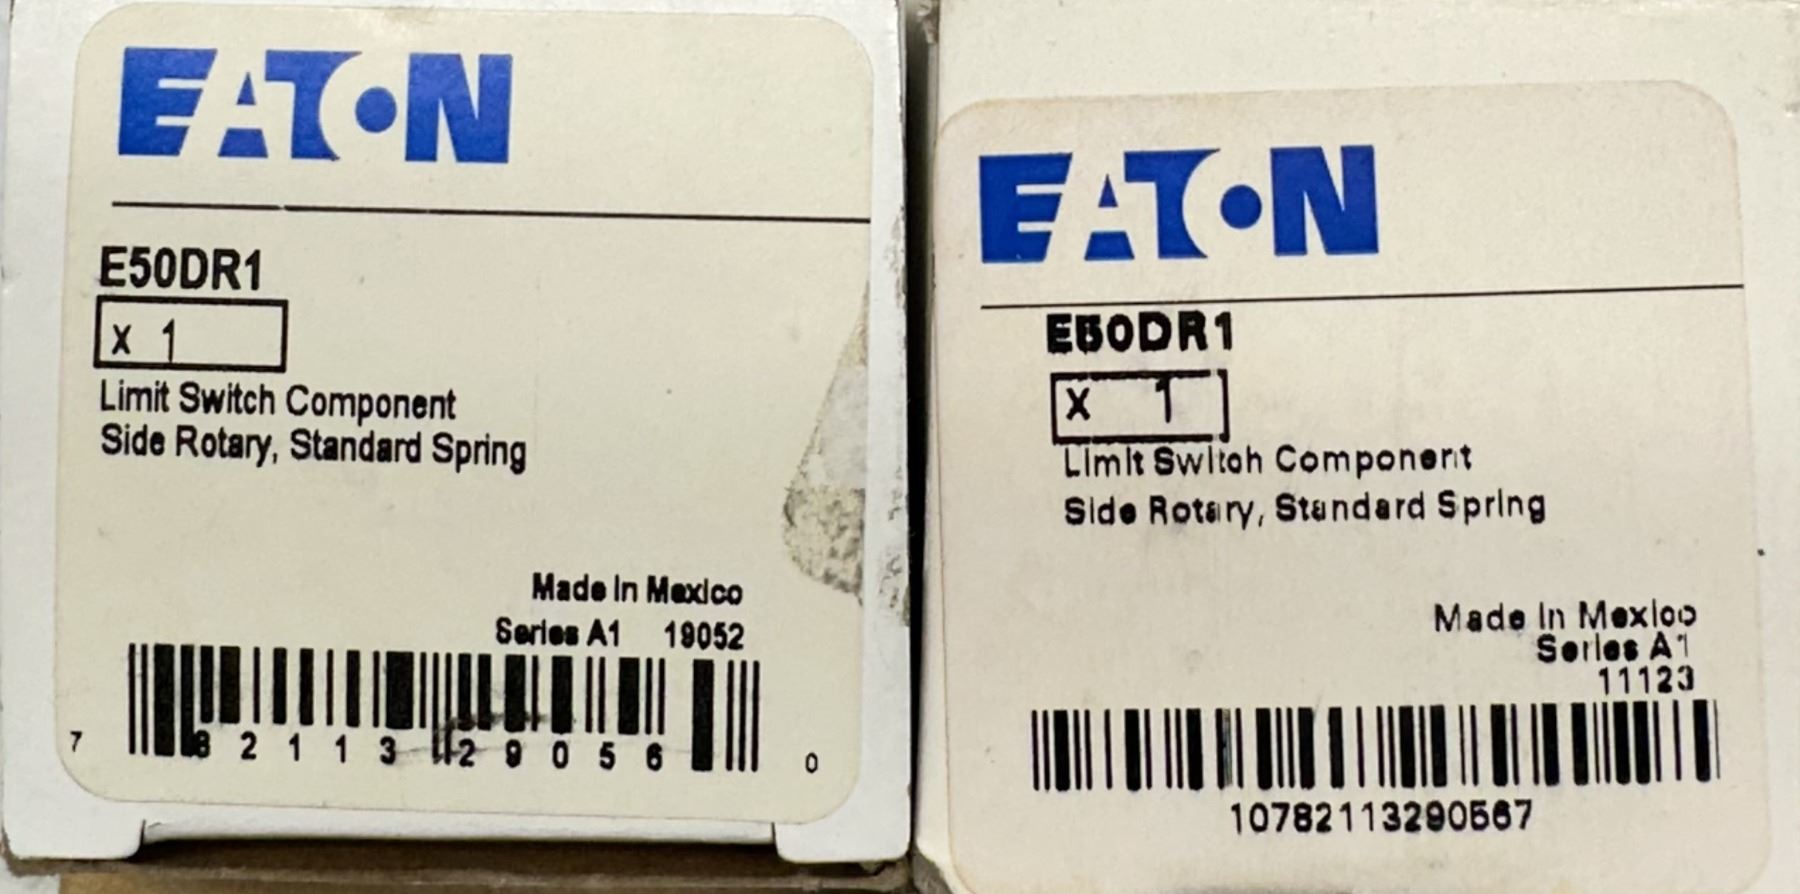 EATON
E50DR1
X 1
Limit Switch Component
Side Rotary, Standard Spring
Made In Mexico
Series A1 19052
7 82113 29056 0
EATON
E50DR1
X 1
Limit Switch Component
Side Rotary, Standard Spring
Made In Mexico
Series A1
11123
10782113290567